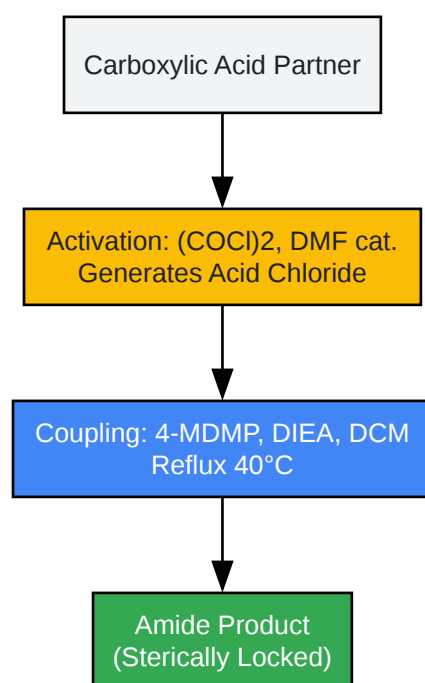 Carboxylic Acid Partner
Activation: (COCl)2, DMF cat.
Generates Acid Chloride
Coupling: 4-MDMP, DIEA, DCM
Reflux 40°C
Amide Product
(Sterically Locked)